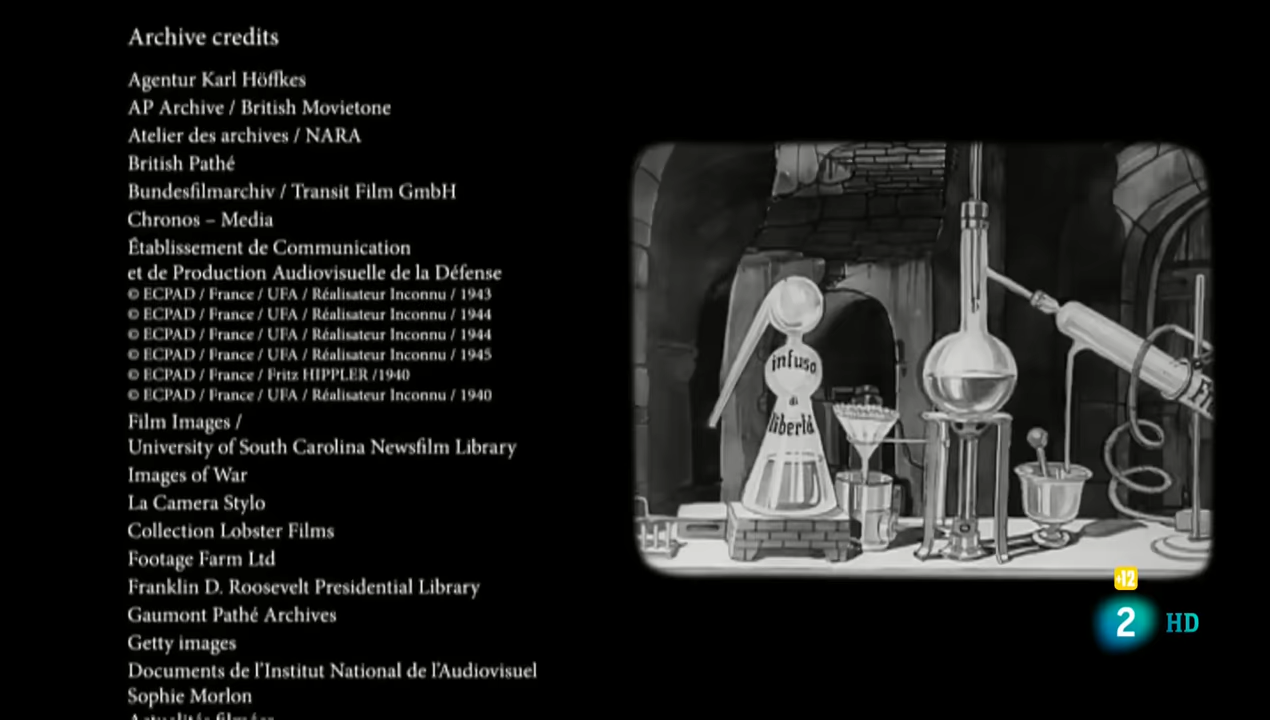 Archive credits
Agentur Karl Höffkes
AP Archive / British Movietone
Atelier des archives / NARA
British Pathé
Bundesfilmarchiv / Transit Film GmbH
Chronos – Media
Établissement de Communication
et de Production Audiovisuelle de la Défense
© ECPAD / France / UFA / Réalisateur Inconnu / 1943
© ECPAD / France / UFA / Réalisateur Inconnu / 1944
© ECPAD / France / UFA / Réalisateur Inconnu / 1944
© ECPAD / France / UFA / Réalisateur Inconnu / 1945
© ECPAD / France / Fritz HIPPLER /1940
© ECPAD / France / UFA / Réalisateur Inconnu / 1940
Film Images /
University of South Carolina Newsfilm Library
Images of War
La Camera Stylo
Collection Lobster Films
Footage Farm Ltd
Franklin D. Roosevelt Presidential Library
Gaumont Pathé Archives
Getty images
Documents de l'Institut National de l'Audiovisuel
Sophie Morlon
Actualités filmées
infuso
di
libertà
+12
2 HD